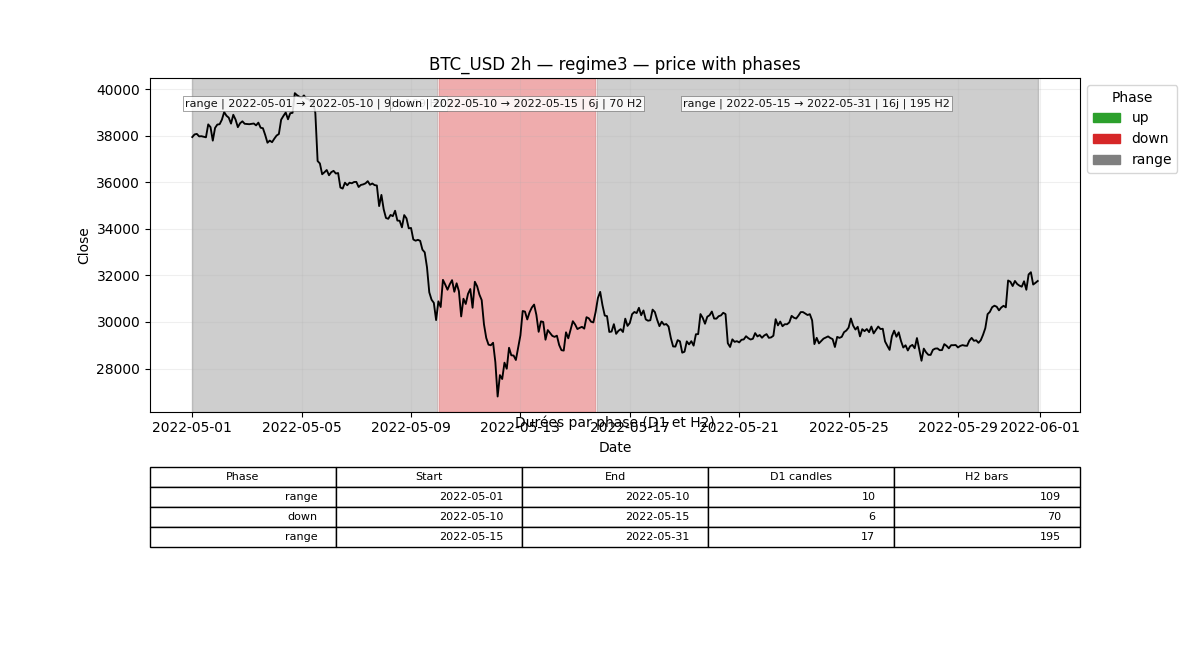 BTC_USD 2h — regime3 — price with phases
range | 2022-05-01 → 2022-05-10 | 9
down | 2022-05-10 → 2022-05-15 | 6j | 70 H2
range | 2022-05-15 → 2022-05-31 | 16j | 195 H2
Phase
up
down
range
Close
40000
38000
36000
34000
32000
30000
28000
2022-05-01 2022-05-05 2022-05-09 2022-05-13 2022-05-17 2022-05-21 2022-05-25 2022-05-29 2022-06-01
Durées par phase (D1 et H2)
Date
Phase Start End D1 candles H2 bars
range 2022-05-01 2022-05-10 10 109
down 2022-05-10 2022-05-15 6 70
range 2022-05-15 2022-05-31 17 195